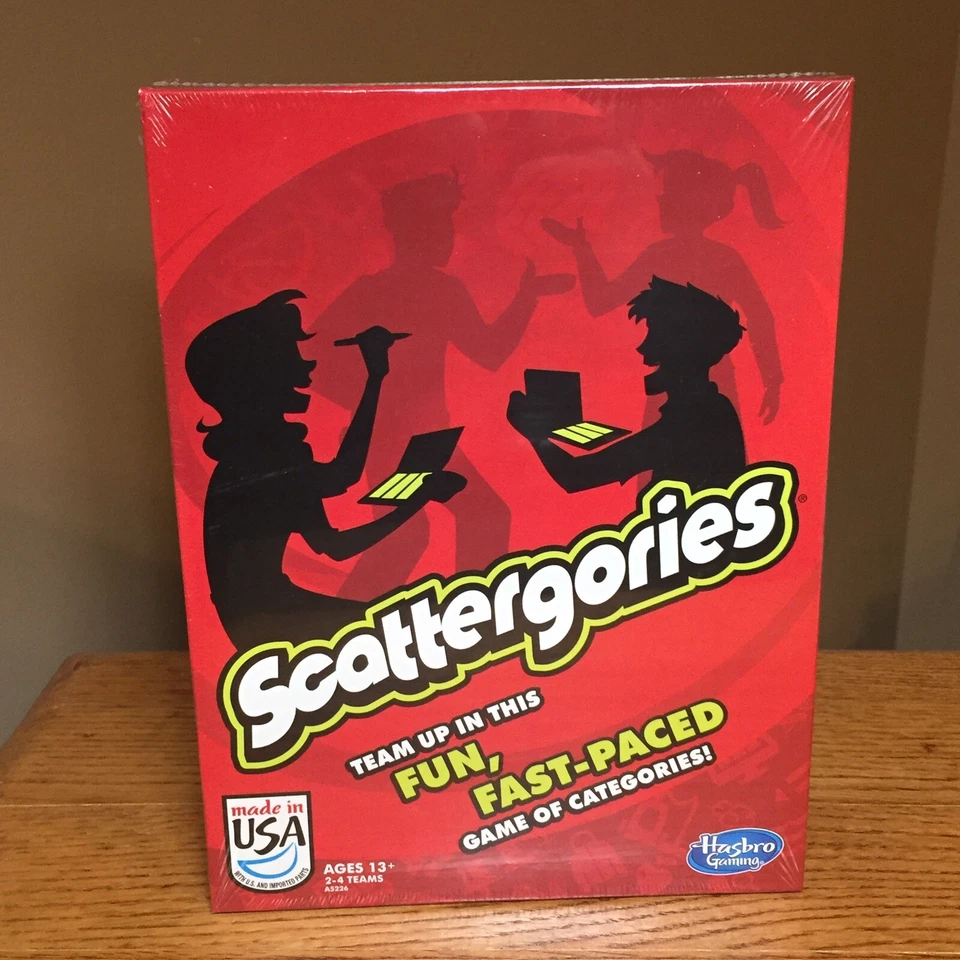 Scattergories®
TEAM UP IN THIS
FUN,
FAST-PACED
GAME OF CATEGORIES!
made in
USA
WITH U.S. AND IMPORTED PARTS
AGES 13+
2-4 TEAMS
A5226
Hasbro
Gaming